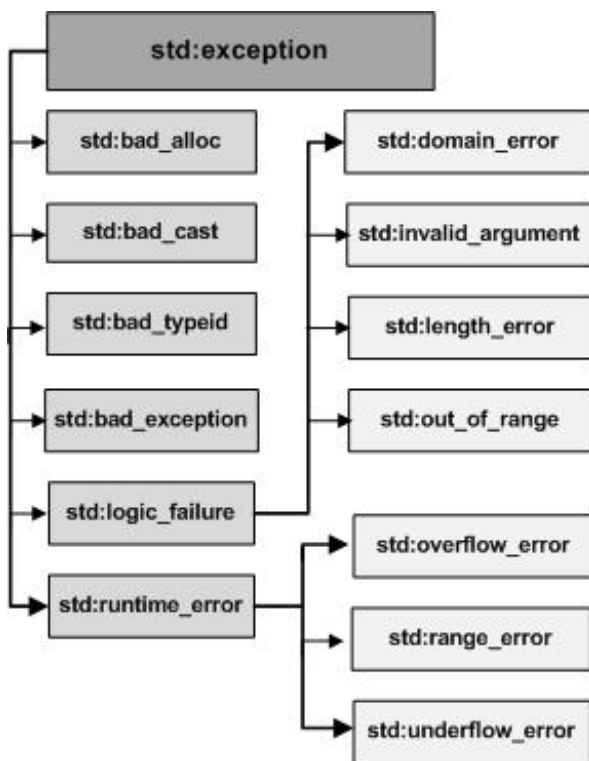 std:exception
std:bad_alloc
std:bad_cast
std:bad_typeid
std:bad_exception
std:logic_failure
std:runtime_error
std:domain_error
std:invalid_argument
std:length_error
std:out_of_range
std:overflow_error
std:range_error
std:underflow_error